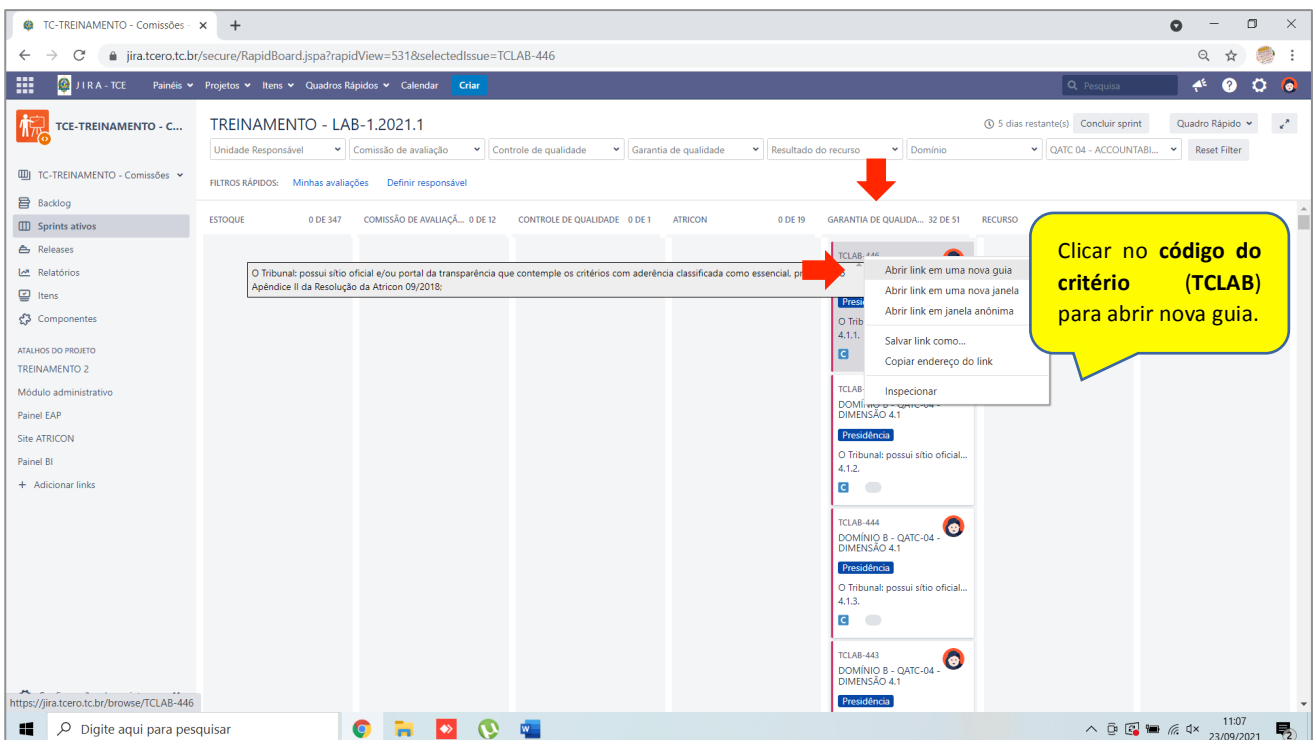 TC-TREINAMENTO - Comissões -
jira.tcero.tc.br/secure/RapidBoard.jspa?rapidView=531&selectedIssue=TCLAB-446
J I R A - TCE Painéis Projetos Itens Quadros Rápidos Calendar Criar Pesquisa
TCE-TREINAMENTO - C...
TREINAMENTO - LAB-1.2021.1
5 dias restante(s) Concluir sprint Quadro Rápido
Unidade Responsável Comissão de avaliação Controle de qualidade Garantia de qualidade Resultado do recurso Domínio QATC 04 - ACCOUNTABI... Reset Filter
TC-TREINAMENTO - Comissões
FILTROS RÁPIDOS: Minhas avaliações Definir responsável
Backlog
Sprints ativos
Releases
Relatórios
Itens
Componentes
ATALHOS DO PROJETO
TREINAMENTO 2
Módulo administrativo
Painel EAP
Site ATRICON
Painel BI
+ Adicionar links
ESTOQUE 0 DE 347 COMISSÃO DE AVALIAÇÃ... 0 DE 12 CONTROLE DE QUALIDADE 0 DE 1 ATRICON 0 DE 19 GARANTIA DE QUALIDA... 32 DE 51 RECURSO
TCLAB-446
O Tribunal: possui sítio oficial e/ou portal da transparência que contemple os critérios com aderência classificada como essencial, pr
Apêndice II da Resolução da Atricon 09/2018;
Presi
O Trib
4.1.1.
C
Abrir link em uma nova guia
Abrir link em uma nova janela
Abrir link em janela anônima
Salvar link como...
Copiar endereço do link
Inspecionar
Clicar no código do
critério (TCLAB)
para abrir nova guia.
TCLAB-
DOMÍNIO B - QATC-04 -
DIMENSÃO 4.1
Presidência
O Tribunal: possui sítio oficial...
4.1.2.
C
TCLAB-444
DOMÍNIO B - QATC-04 -
DIMENSÃO 4.1
Presidência
O Tribunal: possui sítio oficial...
4.1.3.
C
TCLAB-443
DOMÍNIO B - QATC-04 -
DIMENSÃO 4.1
Presidência
https://jira.tcero.tc.br/browse/TCLAB-446
Digite aqui para pesquisar
11:07
23/09/2021
2